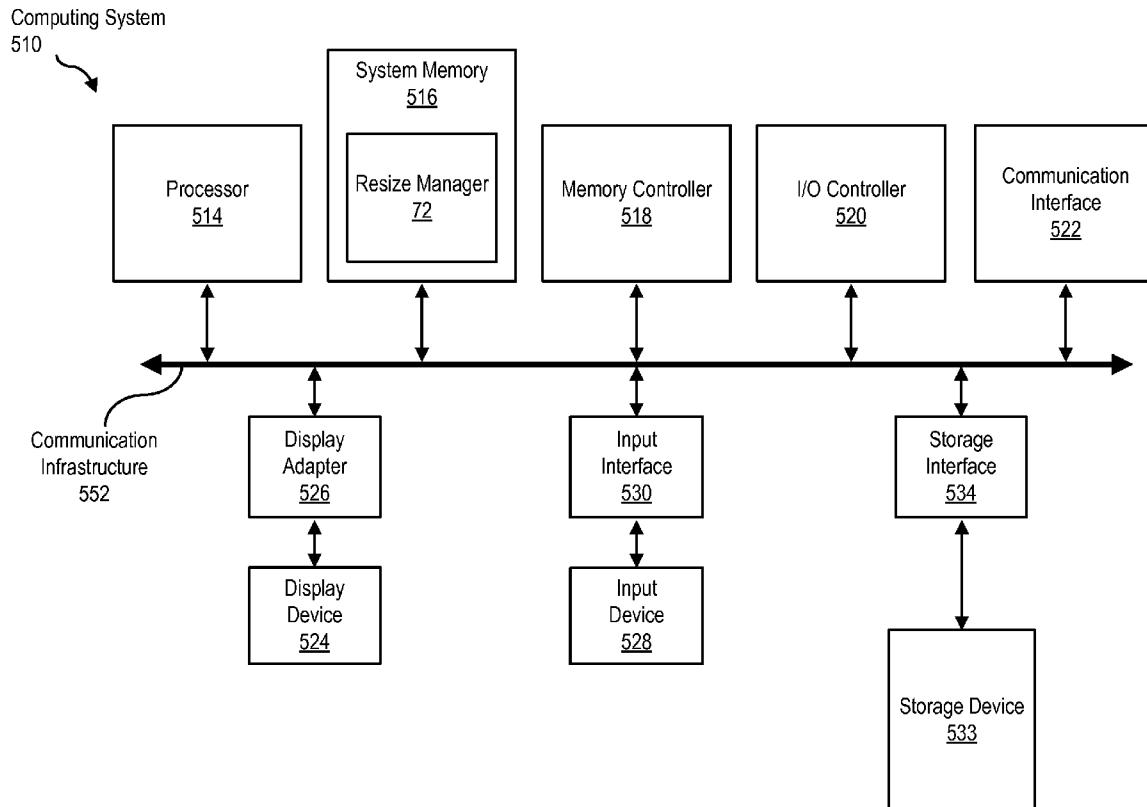 Computing System
510
System Memory
516
Resize Manager
72
Processor
514
Memory Controller
518
I/O Controller
520
Communication
Interface
522
Communication
Infrastructure
552
Display
Adapter
526
Input
Interface
530
Storage
Interface
534
Display
Device
524
Input
Device
528
Storage Device
533